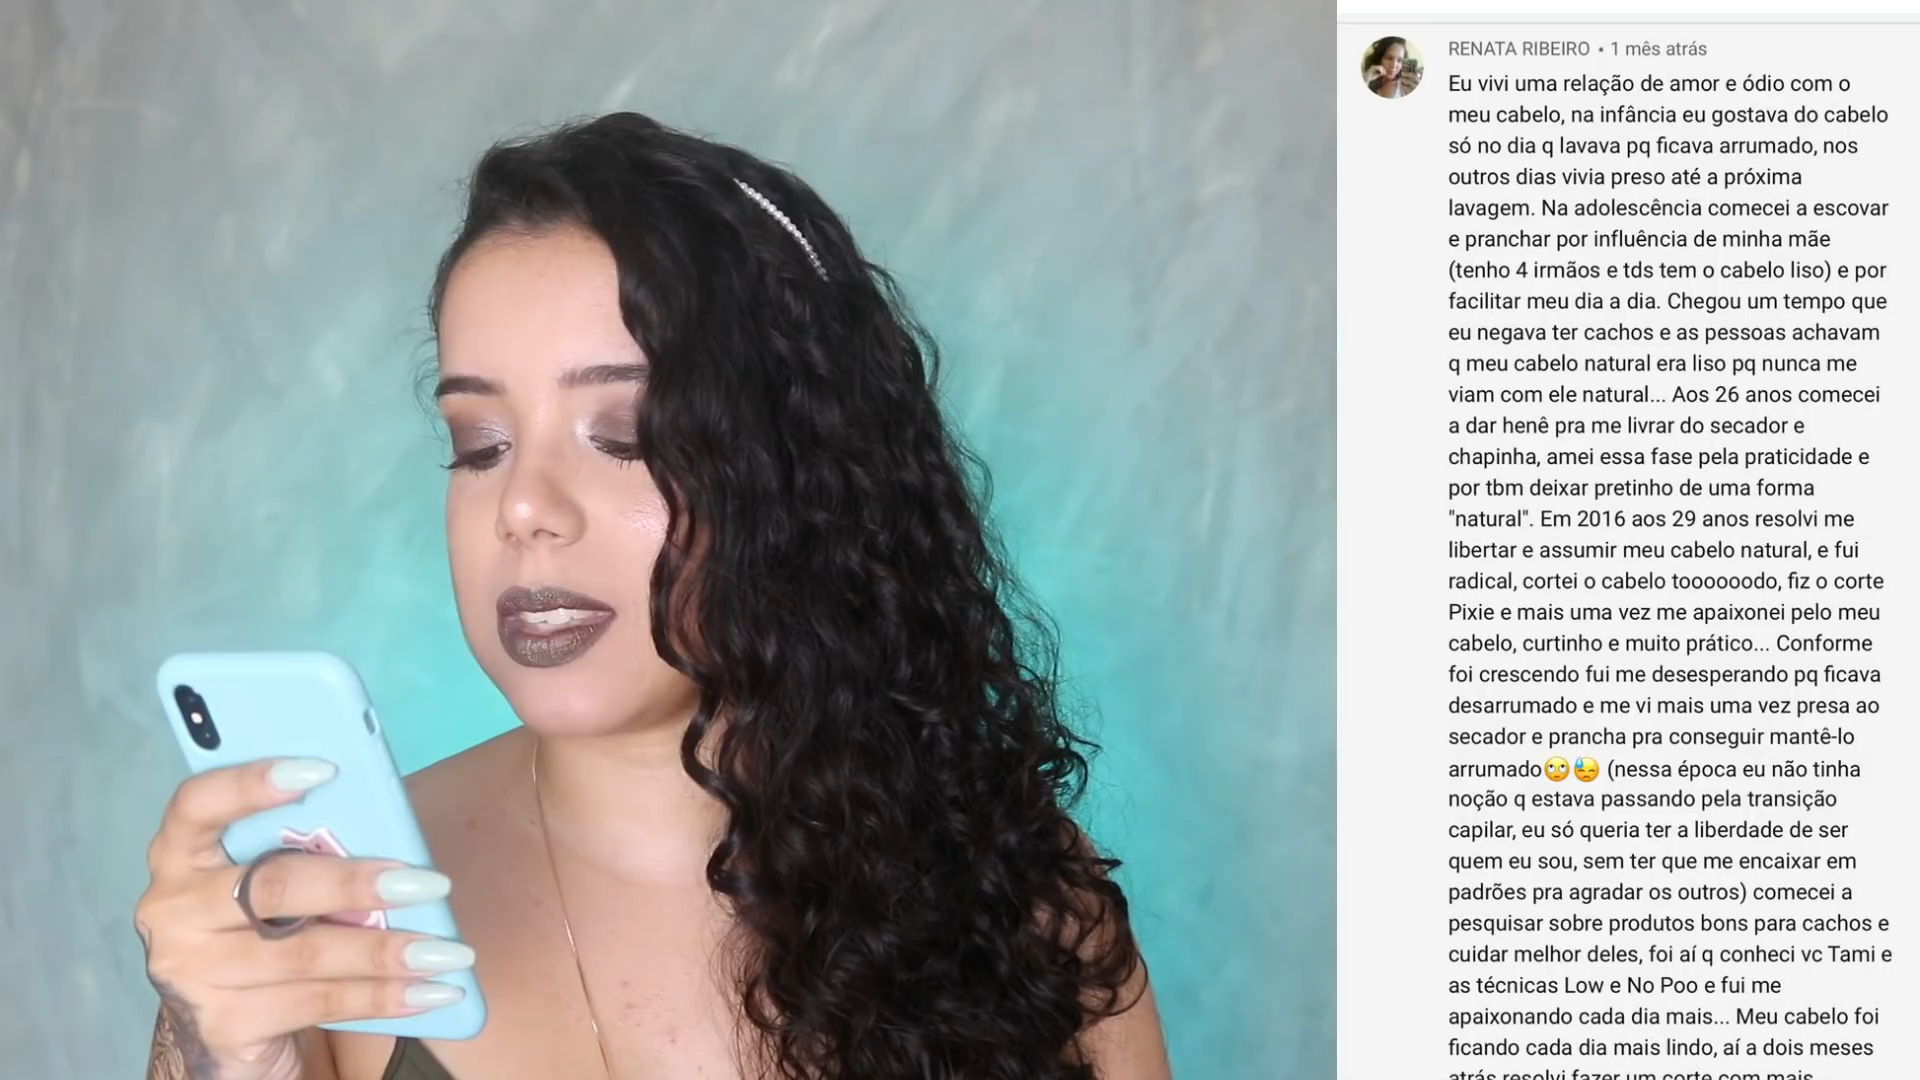 RENATA RIBEIRO • 1 mês atrás
Eu vivi uma relação de amor e ódio com o
meu cabelo, na infância eu gostava do cabelo
só no dia q lavava pq ficava arrumado, nos
outros dias vivia preso até a próxima
lavagem. Na adolescência comecei a escovar
e pranchar por influência de minha mãe
(tenho 4 irmãos e tds tem o cabelo liso) e por
facilitar meu dia a dia. Chegou um tempo que
eu negava ter cachos e as pessoas achavam
q meu cabelo natural era liso pq nunca me
viam com ele natural... Aos 26 anos comecei
a dar henê pra me livrar do secador e
chapinha, amei essa fase pela praticidade e
por tbm deixar pretinho de uma forma
"natural". Em 2016 aos 29 anos resolvi me
libertar e assumir meu cabelo natural, e fui
radical, cortei o cabelo toooooodo, fiz o corte
Pixie e mais uma vez me apaixonei pelo meu
cabelo, curtinho e muito prático... Conforme
foi crescendo fui me desesperando pq ficava
desarrumado e me vi mais uma vez presa ao
secador e prancha pra conseguir mantê-lo
arrumado🙄😓 (nessa época eu não tinha
noção q estava passando pela transição
capilar, eu só queria ter a liberdade de ser
quem eu sou, sem ter que me encaixar em
padrões pra agradar os outros) comecei a
pesquisar sobre produtos bons para cachos e
cuidar melhor deles, foi aí q conheci vc Tami e
as técnicas Low e No Poo e fui me
apaixonando cada dia mais... Meu cabelo foi
ficando cada dia mais lindo, aí a dois meses
atrás resolvi fazer um corte com mais